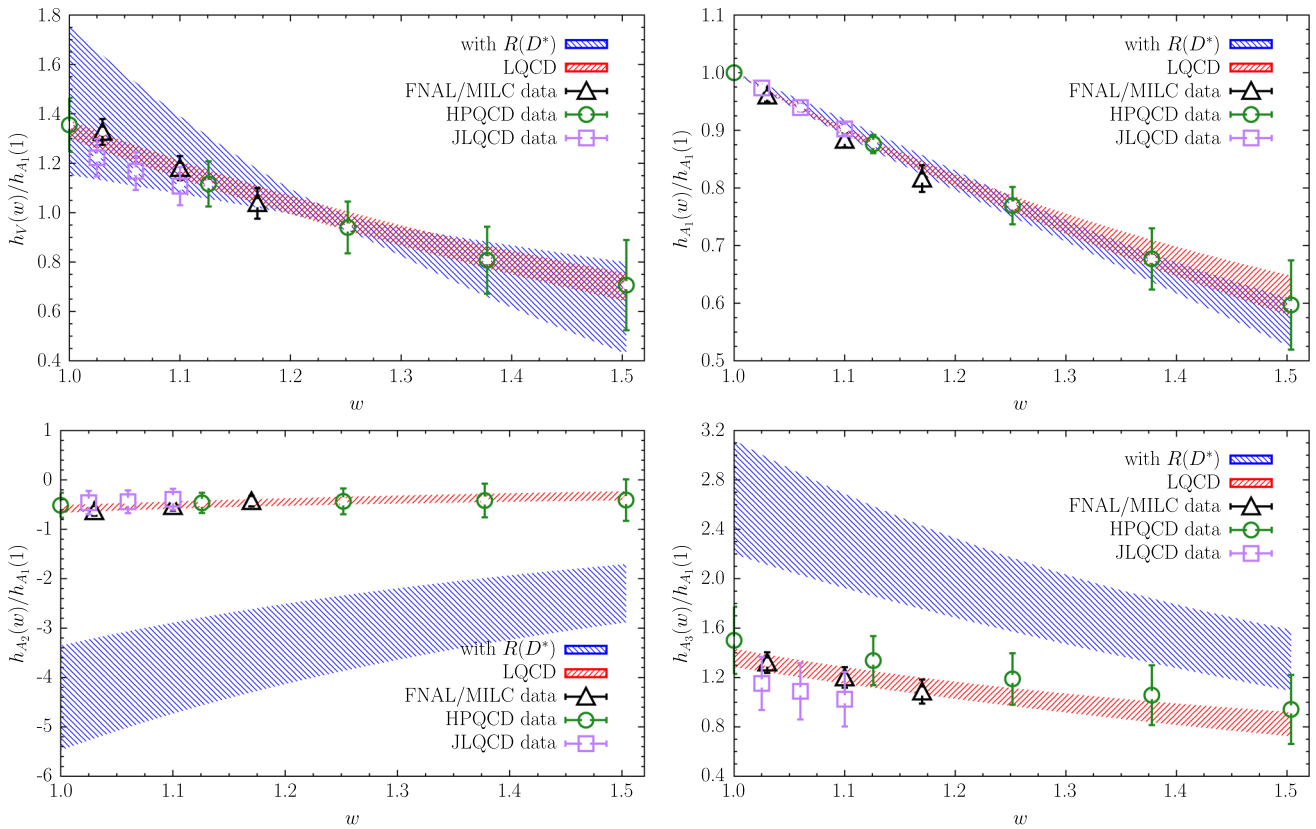 1.8
1.6
1.4
1.2
1.0
0.8
0.6
0.4
h_V(w)/h_{A_1}(1)
with R(D*)
LQCD
FNAL/MILC data
HPQCD data
JLQCD data
1.0 1.1 1.2 1.3 1.4 1.5
w
1.1
1.0
0.9
0.8
0.7
0.6
0.5
h_{A_1}(w)/h_{A_1}(1)
with R(D*)
LQCD
FNAL/MILC data
HPQCD data
JLQCD data
1.0 1.1 1.2 1.3 1.4 1.5
w
1
0
-1
-2
-3
-4
-5
-6
h_{A_2}(w)/h_{A_1}(1)
with R(D*)
LQCD
FNAL/MILC data
HPQCD data
JLQCD data
1.0 1.1 1.2 1.3 1.4 1.5
w
3.2
2.8
2.4
2.0
1.6
1.2
0.8
0.4
h_{A_3}(w)/h_{A_1}(1)
with R(D*)
LQCD
FNAL/MILC data
HPQCD data
JLQCD data
1.0 1.1 1.2 1.3 1.4 1.5
w